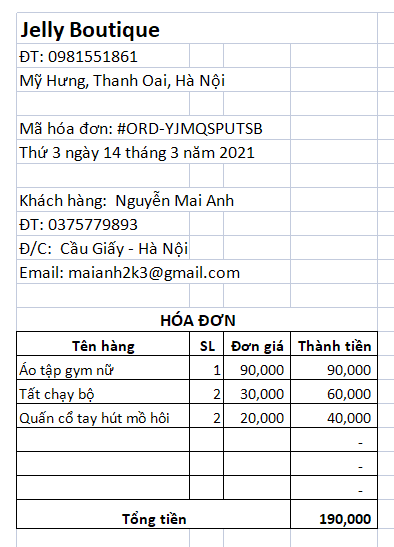 Jelly Boutique
ĐT: 0981551861
Mỹ Hưng, Thanh Oai, Hà Nội
Mã hóa đơn: #ORD-YJMQSPUTSB
Thứ 3 ngày 14 tháng 3 năm 2021
Khách hàng: Nguyễn Mai Anh
ĐT: 0375779893
Đ/C: Cầu Giấy - Hà Nội
Email: maianh2k3@gmail.com
HÓA ĐƠN
Tên hàng SL Đơn giá Thành tiền
Áo tập gym nữ 1 90,000 90,000
Tất chạy bộ 2 30,000 60,000
Quấn cổ tay hút mồ hôi 2 20,000 40,000
-
-
-
Tổng tiền 190,000